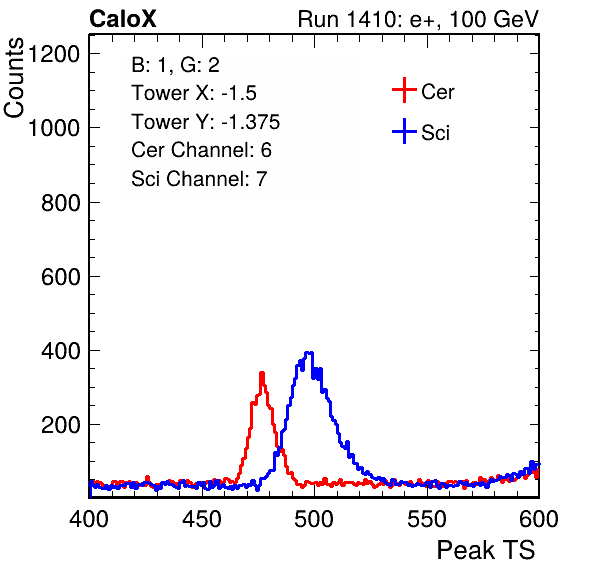 CaloX Run 1410: e+, 100 GeV
Counts
1200
1000
800
600
400
200
B: 1, G: 2
Tower X: -1.5
Tower Y: -1.375
Cer Channel: 6
Sci Channel: 7
Cer
Sci
400 450 500 550 600
Peak TS